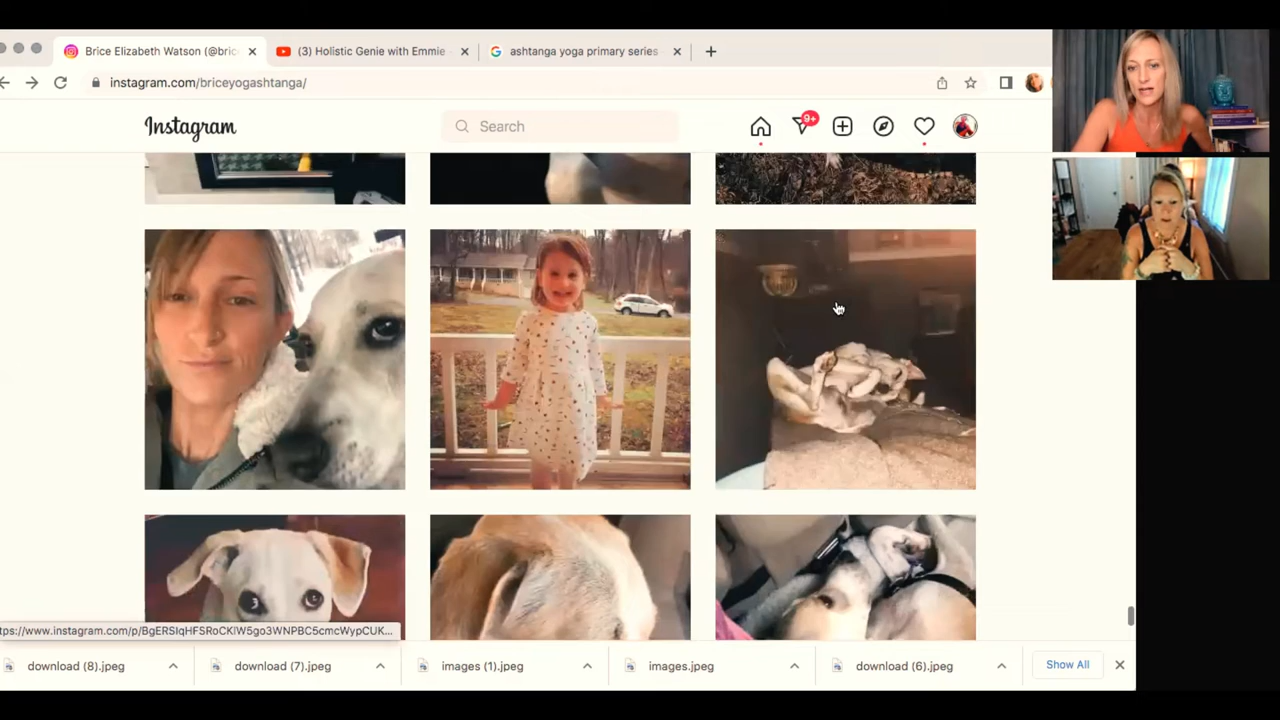 Brice Elizabeth Watson (@bric
(3) Holistic Genie with Emmie
ashtanga yoga primary series
instagram.com/briceyogashtanga/
Instagram
Search
9+
ttps://www.instagram.com/p/BgERSIqHFSRoCKlW5go3WNPBC5cmcWypCUK...
download (8).jpeg
download (7).jpeg
images (1).jpeg
images.jpeg
download (6).jpeg
Show All